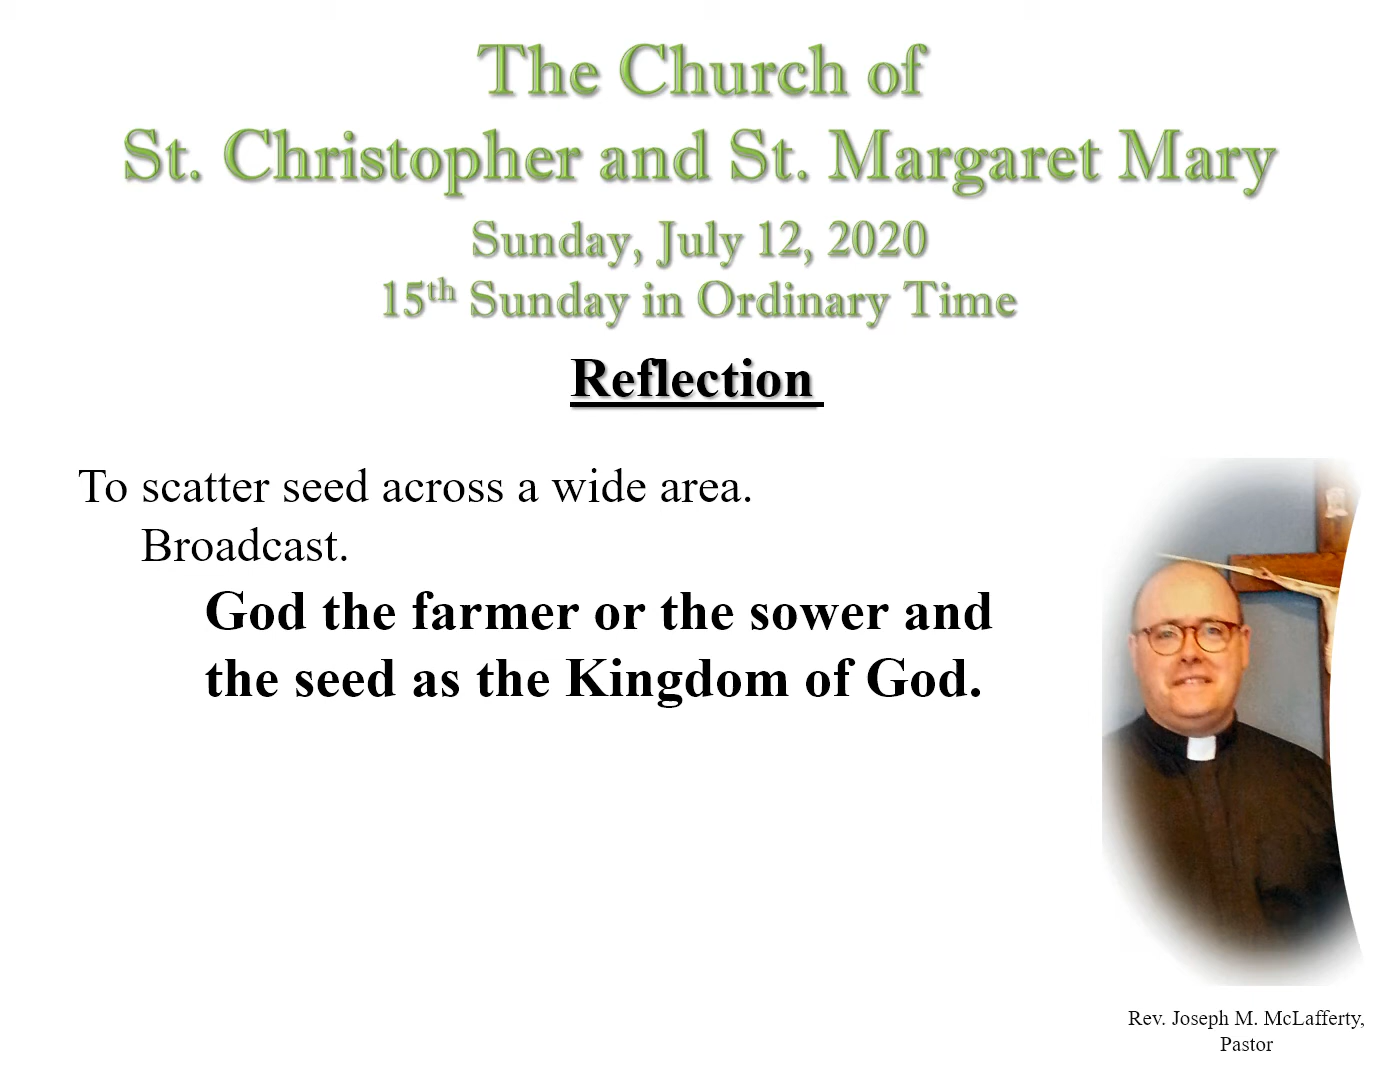 The Church of
St. Christopher and St. Margaret Mary
Sunday, July 12, 2020
15th Sunday in Ordinary Time
Reflection
To scatter seed across a wide area.
Broadcast.
God the farmer or the sower and
the seed as the Kingdom of God.
Rev. Joseph M. McLafferty,
Pastor